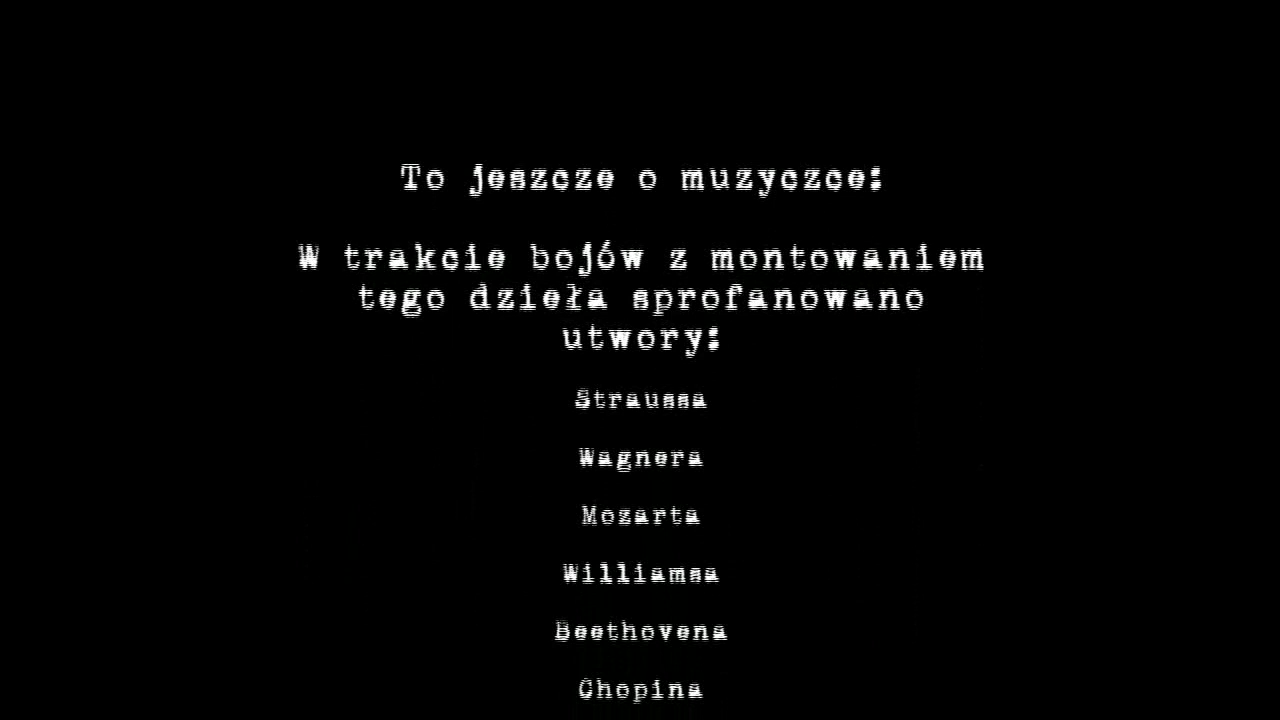 To jeszcze o muzyczce:
W trakcie bojów z montowaniem
tego dzieła sprofanowano
utwory:
Straussa
Wagnera
Mozarta
Williamsa
Beethovena
Chopina